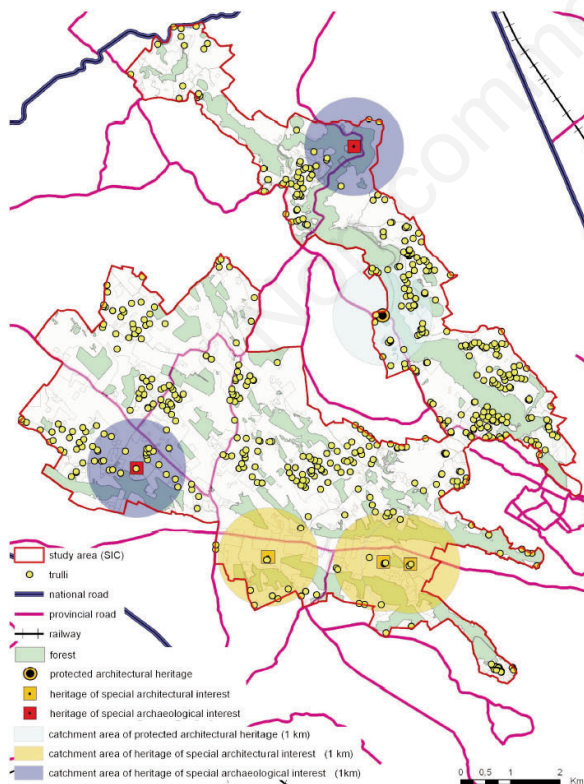 study area (SIC)
trulli
national road
provincial road
railway
forest
protected architectural heritage
heritage of special architectural interest
heritage of special archaeological interest
catchment area of protected architectural heritage (1 km)
catchment area of heritage of special architectural interest (1 km)
catchment area of heritage of special archaeological interest (1km)
0 0,5 1 2
Km